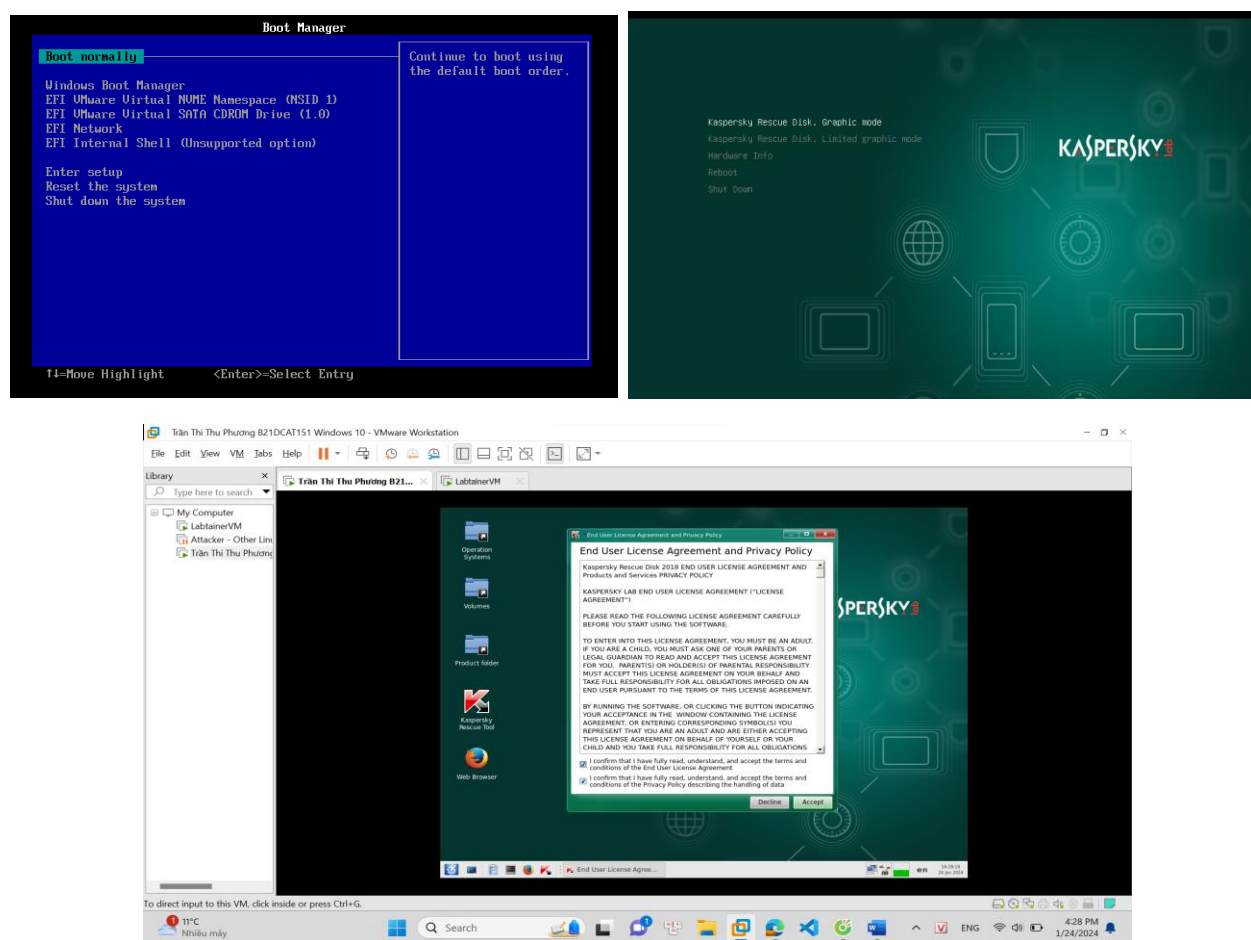 Boot Manager
Boot normally
Continue to boot using
the default boot order.
Windows Boot Manager
EFI VMware Virtual NVME Namespace (NSID 1)
EFI VMware Virtual SATA CDROM Drive (1.0)
EFI Network
EFI Internal Shell (Unsupported option)
Enter setup
Reset the system
Shut down the system
↑↓=Move Highlight <Enter>=Select Entry
Kaspersky Rescue Disk. Graphic mode
Kaspersky Rescue Disk. Limited graphic mode
Hardware Info
Reboot
Shut Down
KASPERSKY lab
Trần Thi Thu Phương B21DCAT151 Windows 10 - VMware Workstation
File Edit View VM Tabs Help
Library
Type here to search
My Computer
LabtainerVM
Attacker - Other Linu
Trần Thi Thu Phương
Trần Thi Thu Phương B21...
LabtainerVM
Operation
Systems
Volumes
Product folder
Kaspersky
Rescue Tool
Web Browser
SPERSKY
End User License Agreement and Privacy Policy
End User License Agreement and Privacy Policy
Kaspersky Rescue Disk 2018 END USER LICENSE AGREEMENT AND
Products and Services PRIVACY POLICY
KASPERSKY LAB END USER LICENSE AGREEMENT ("LICENSE
AGREEMENT")
PLEASE READ THE FOLLOWING LICENSE AGREEMENT CAREFULLY
BEFORE YOU START USING THE SOFTWARE.
TO ENTER INTO THIS LICENSE AGREEMENT, YOU MUST BE AN ADULT.
IF YOU ARE A CHILD, YOU MUST ASK ONE OF YOUR PARENTS OR
LEGAL GUARDIAN TO READ AND ACCEPT THIS LICENSE AGREEMENT
FOR YOU. PARENT(S) OR HOLDER(S) OF PARENTAL RESPONSIBILITY
MUST ACCEPT THIS LICENSE AGREEMENT ON YOUR BEHALF AND
TAKE FULL RESPONSIBILITY FOR ALL OBLIGATIONS IMPOSED ON AN
END USER PURSUANT TO THE TERMS OF THIS LICENSE AGREEMENT.
BY RUNNING THE SOFTWARE, OR CLICKING THE BUTTON INDICATING
YOUR ACCEPTANCE IN THE WINDOW CONTAINING THE LICENSE
AGREEMENT, OR ENTERING CORRESPONDING SYMBOL(S) YOU
REPRESENT THAT YOU ARE AN ADULT AND ARE EITHER ACCEPTING
THIS LICENSE AGREEMENT ON BEHALF OF YOURSELF OR YOUR
CHILD AND YOU TAKE FULL RESPONSIBILITY FOR ALL OBLIGATIONS
I confirm that I have fully read, understand, and accept the terms and
conditions of the End User License Agreement
I confirm that I have fully read, understand, and accept the terms and
conditions of the Privacy Policy describing the handling of data
Decline Accept
End User License Agree...
en
24 Jan 2024
To direct input to this VM, click inside or press Ctrl+G.
1
11°C
Nhiều mây
Search
ENG
4:28 PM
1/24/2024